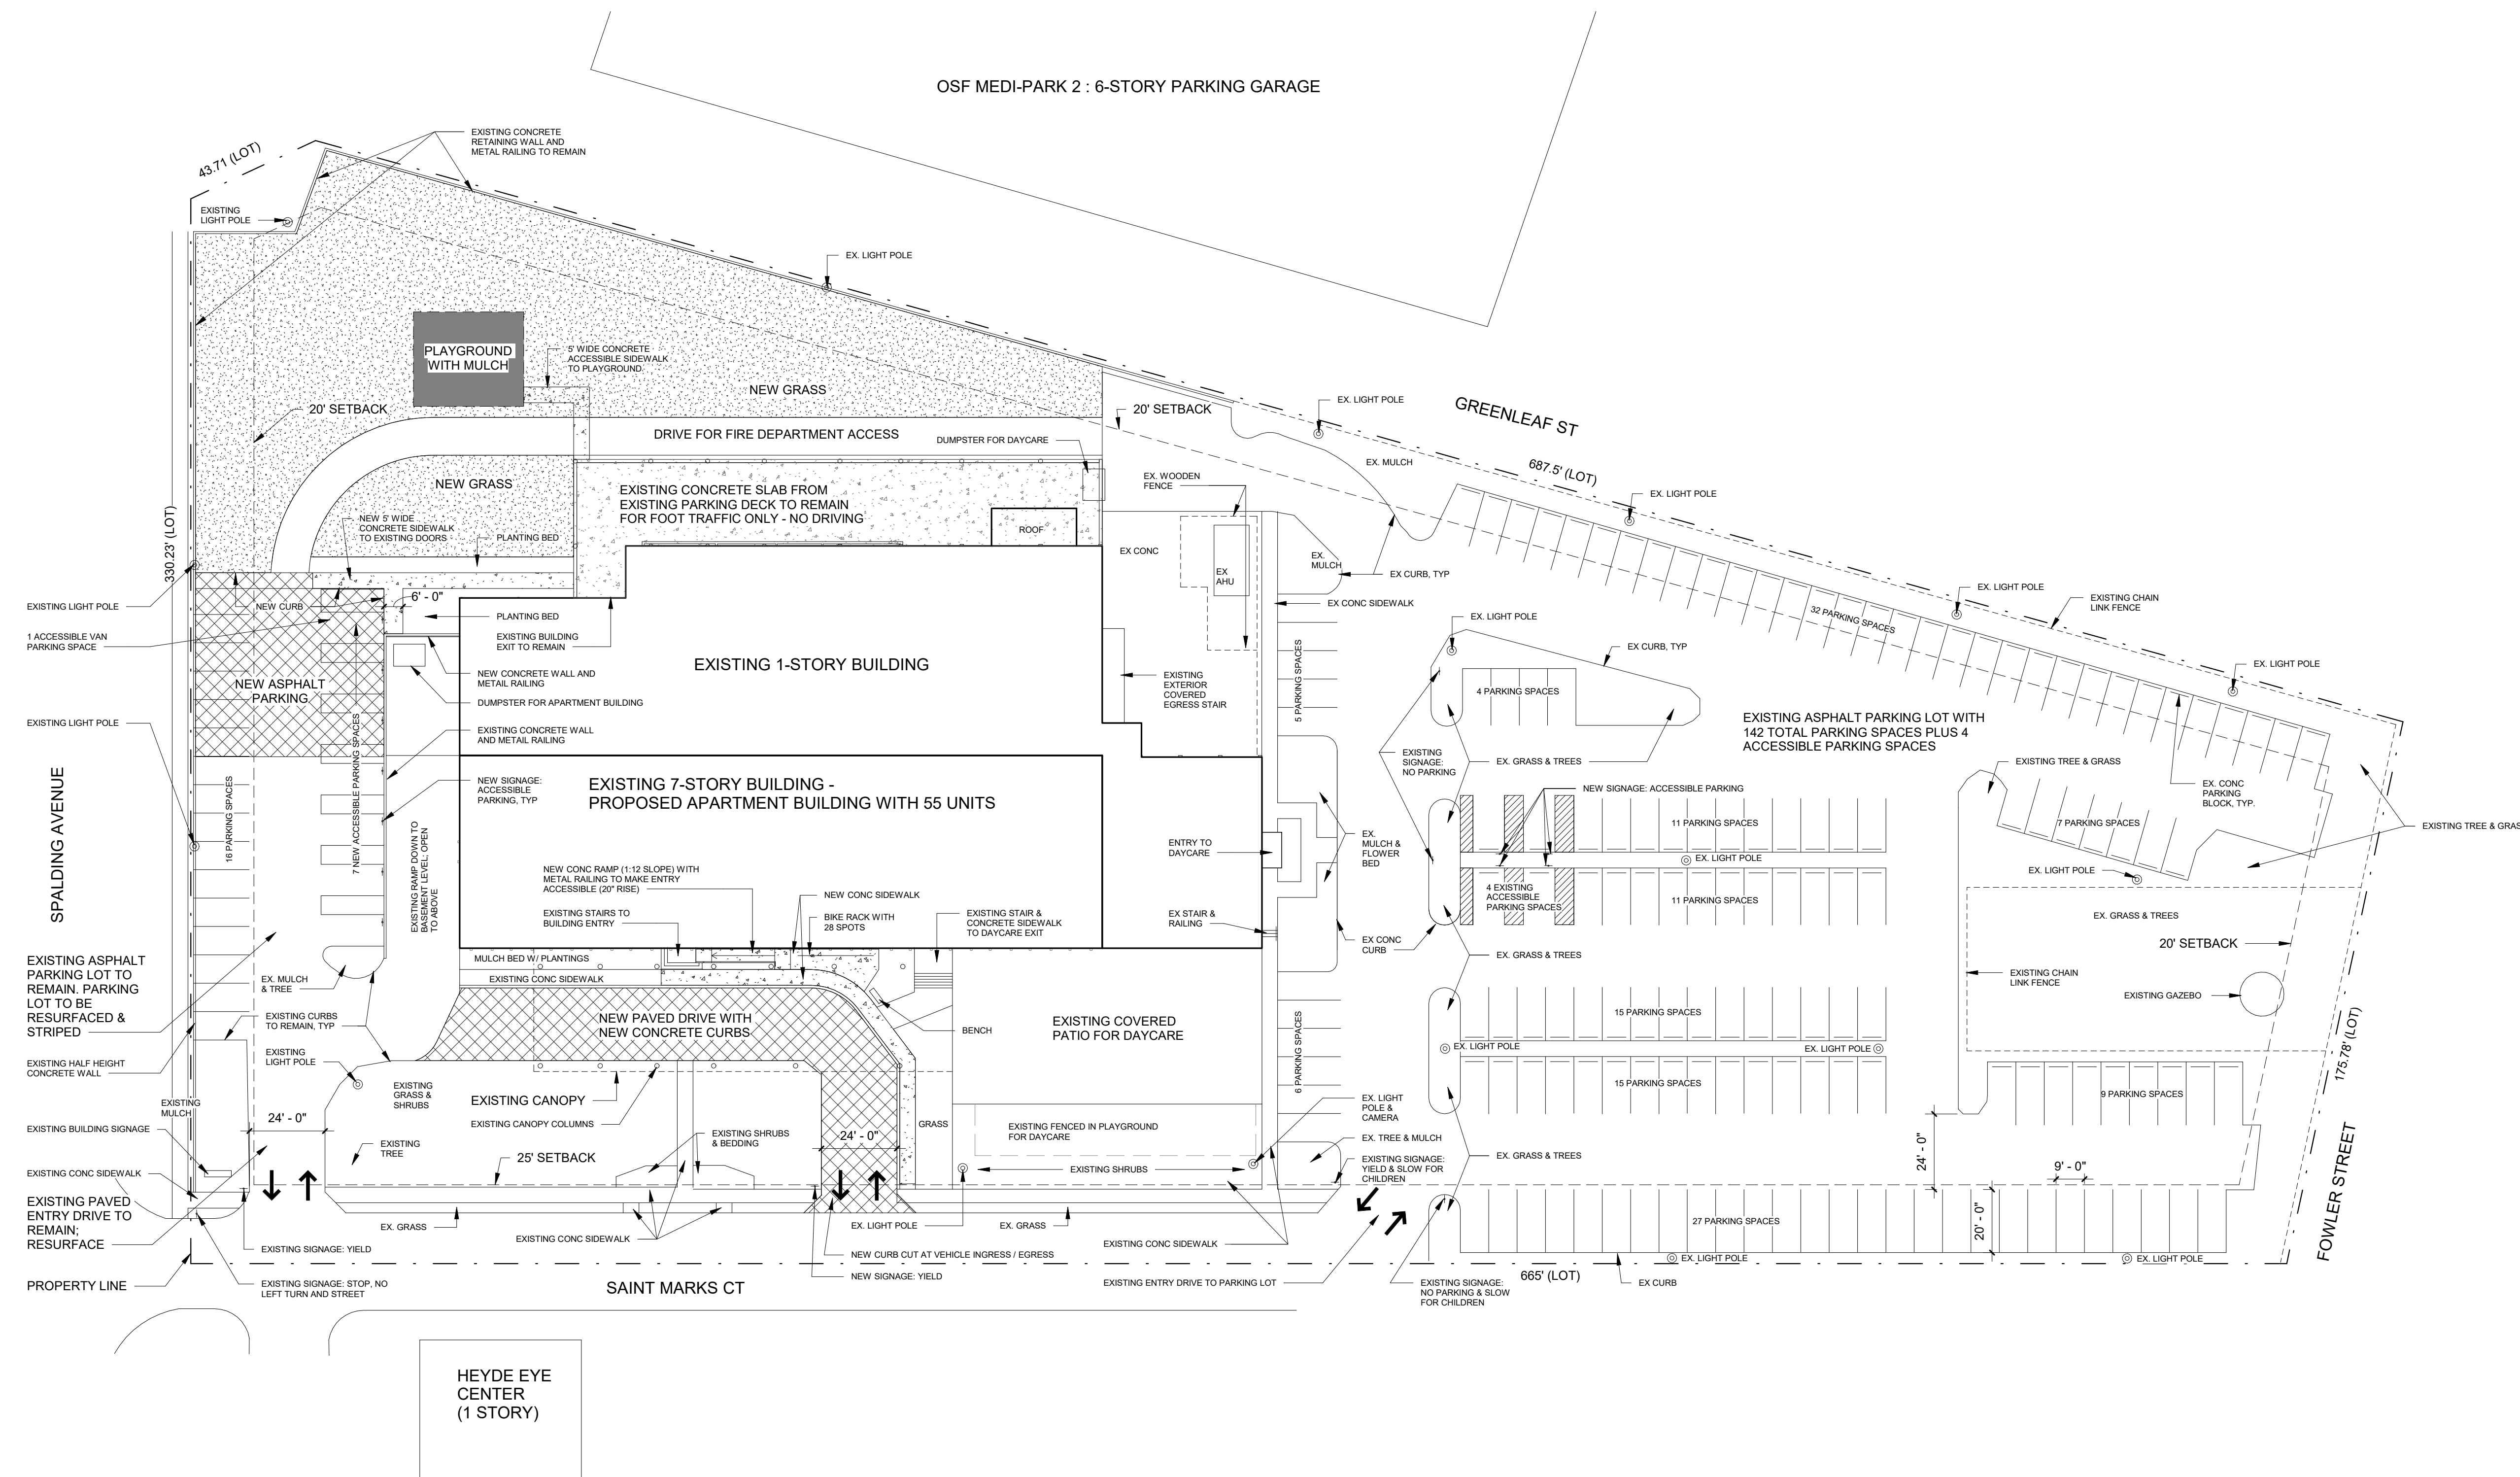 OSF MEDI-PARK 2 : 6-STORY PARKING GARAGE
EXISTING CONCRETE
RETAINING WALL AND
METAL RAILING TO REMAIN
43.71 (LOT)
EXISTING
LIGHT POLE
EX. LIGHT POLE
PLAYGROUND
WITH MULCH
5' WIDE CONCRETE
ACCESSIBLE SIDEWALK
TO PLAYGROUND
NEW GRASS
20' SETBACK
20' SETBACK
EX. LIGHT POLE
GREENLEAF ST
DRIVE FOR FIRE DEPARTMENT ACCESS
DUMPSTER FOR DAYCARE
EX. MULCH
687.5' (LOT)
NEW GRASS
EXISTING CONCRETE SLAB FROM
EXISTING PARKING DECK TO REMAIN
FOR FOOT TRAFFIC ONLY - NO DRIVING
EX. WOODEN
FENCE
EX. LIGHT POLE
330.23' (LOT)
NEW 5' WIDE
CONCRETE SIDEWALK
TO EXISTING DOORS
PLANTING BED
ROOF
EX CONC
EX
AHU
EX.
MULCH
EX CURB, TYP
EX. LIGHT POLE
EXISTING CHAIN
LINK FENCE
EXISTING LIGHT POLE
NEW CURB
6' - 0"
PLANTING BED
EX CONC SIDEWALK
EX. LIGHT POLE
32 PARKING SPACES
1 ACCESSIBLE VAN
PARKING SPACE
EXISTING BUILDING
EXIT TO REMAIN
EXISTING 1-STORY BUILDING
EX CURB, TYP
EX. LIGHT POLE
NEW ASPHALT
PARKING
NEW CONCRETE WALL AND
METAIL RAILING
DUMPSTER FOR APARTMENT BUILDING
EXISTING
EXTERIOR
COVERED
EGRESS STAIR
5 PARKING SPACES
4 PARKING SPACES
EXISTING ASPHALT PARKING LOT WITH
142 TOTAL PARKING SPACES PLUS 4
ACCESSIBLE PARKING SPACES
EXISTING LIGHT POLE
EXISTING CONCRETE WALL
AND METAIL RAILING
7 NEW ACCESSIBLE PARKING SPACES
EXISTING
SIGNAGE:
NO PARKING
EX. GRASS & TREES
EXISTING TREE & GRASS
SPALDING AVENUE
16 PARKING SPACES
NEW SIGNAGE:
ACCESSIBLE
PARKING, TYP
EXISTING 7-STORY BUILDING -
PROPOSED APARTMENT BUILDING WITH 55 UNITS
NEW SIGNAGE: ACCESSIBLE PARKING
EX. CONC
PARKING
BLOCK, TYP.
EXISTING RAMP DOWN TO
BASEMENT LEVEL; OPEN
TO ABOVE
11 PARKING SPACES
7 PARKING SPACES
EXISTING TREE & GRAS
ENTRY TO
DAYCARE
EX.
MULCH &
FLOWER
BED
EX. LIGHT POLE
EX. LIGHT POLE
NEW CONC RAMP (1:12 SLOPE) WITH
METAL RAILING TO MAKE ENTRY
ACCESSIBLE (20" RISE)
NEW CONC SIDEWALK
4 EXISTING
ACCESSIBLE
PARKING SPACES
11 PARKING SPACES
EXISTING STAIRS TO
BUILDING ENTRY
BIKE RACK WITH
28 SPOTS
EXISTING STAIR &
CONCRETE SIDEWALK
TO DAYCARE EXIT
EX STAIR &
RAILING
EX. GRASS & TREES
EX CONC
CURB
20' SETBACK
EXISTING ASPHALT
PARKING LOT TO
REMAIN. PARKING
LOT TO BE
RESURFACED &
STRIPED
MULCH BED W/ PLANTINGS
EX. GRASS & TREES
EX. MULCH
& TREE
EXISTING CONC SIDEWALK
EXISTING CHAIN
LINK FENCE
EXISTING GAZEBO
EXISTING CURBS
TO REMAIN, TYP
NEW PAVED DRIVE WITH
NEW CONCRETE CURBS
BENCH
EXISTING COVERED
PATIO FOR DAYCARE
6 PARKING SPACES
15 PARKING SPACES
EX. LIGHT POLE
EX. LIGHT POLE
175.78' (LOT)
EXISTING HALF HEIGHT
CONCRETE WALL
EXISTING
LIGHT POLE
EXISTING
GRASS &
SHRUBS
EXISTING CANOPY
15 PARKING SPACES
9 PARKING SPACES
EXISTING
MULCH
24' - 0"
EXISTING CANOPY COLUMNS
EX. LIGHT
POLE &
CAMERA
EXISTING BUILDING SIGNAGE
EXISTING
TREE
EXISTING SHRUBS
& BEDDING
24' - 0"
GRASS
EXISTING FENCED IN PLAYGROUND
FOR DAYCARE
EX. TREE & MULCH
24' - 0"
FOWLER STREET
25' SETBACK
EXISTING SHRUBS
EXISTING SIGNAGE:
YIELD & SLOW FOR
CHILDREN
EX. GRASS & TREES
9' - 0"
EXISTING CONC SIDEWALK
EXISTING PAVED
ENTRY DRIVE TO
REMAIN;
RESURFACE
EX. GRASS
EXISTING CONC SIDEWALK
EX. LIGHT POLE
EX. GRASS
27 PARKING SPACES
20' - 0"
EXISTING SIGNAGE: YIELD
NEW CURB CUT AT VEHICLE INGRESS / EGRESS
EXISTING CONC SIDEWALK
EX. LIGHT POLE
EX. LIGHT POLE
PROPERTY LINE
EXISTING SIGNAGE: STOP, NO
LEFT TURN AND STREET
SAINT MARKS CT
NEW SIGNAGE: YIELD
EXISTING ENTRY DRIVE TO PARKING LOT
EXISTING SIGNAGE:
NO PARKING & SLOW
FOR CHILDREN
665' (LOT)
EX CURB
HEYDE EYE
CENTER
(1 STORY)